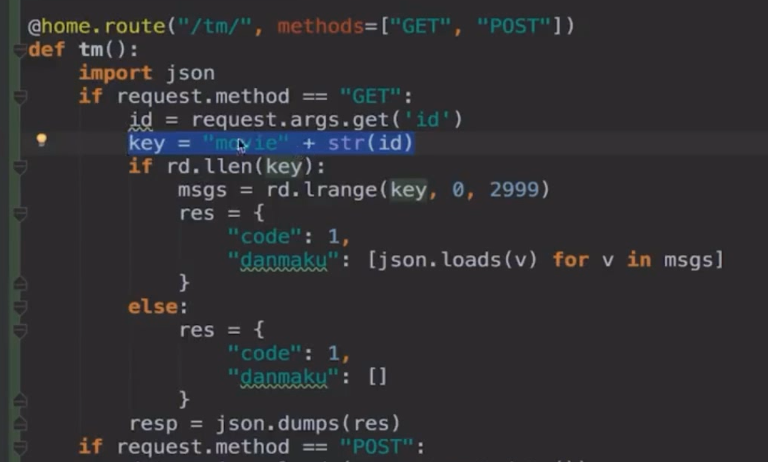 @home.route("/tm/", methods=["GET", "POST"])
def tm():
    import json
    if request.method == "GET":
        id = request.args.get('id')
        key = "movie" + str(id)
        if rd.llen(key):
            msgs = rd.lrange(key, 0, 2999)
            res = {
                "code": 1,
                "danmaku": [json.loads(v) for v in msgs]
            }
        else:
            res = {
                "code": 1,
                "danmaku": []
            }
        resp = json.dumps(res)
    if request.method == "POST":